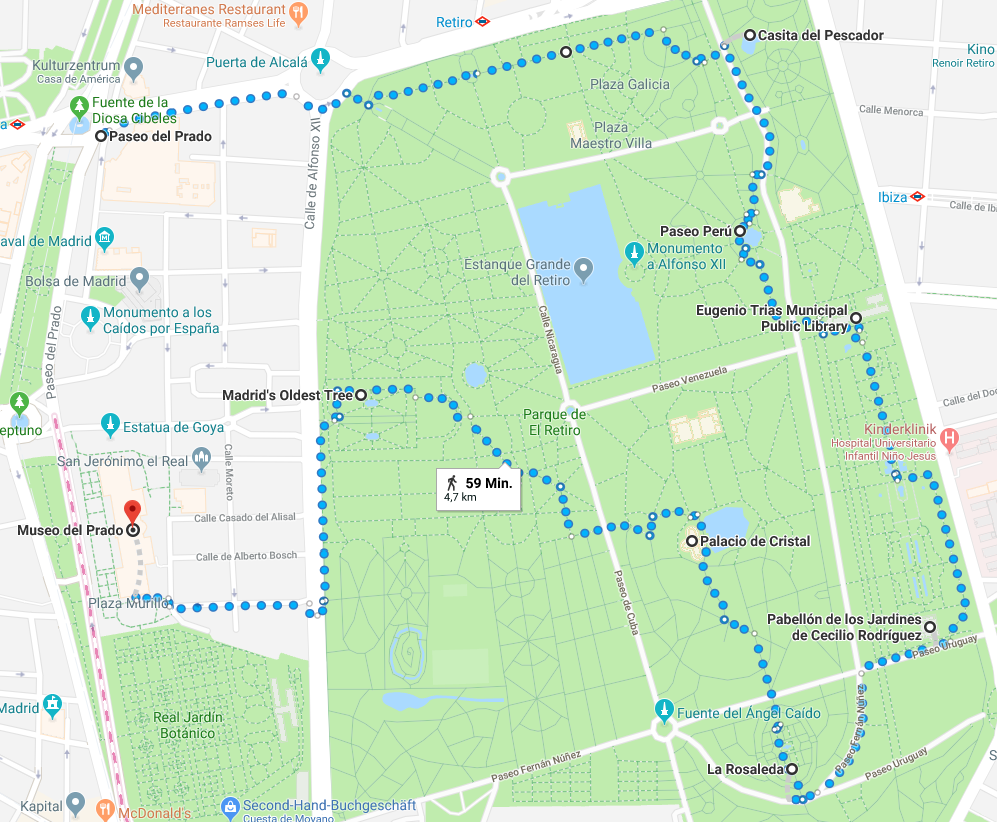 Mediterranes Restaurant
Restaurante Ramses Life
Retiro
Casita del Pescador
Kino
Renoir Retiro
Puerta de Alcalá
Kulturzentrum
Casa de América
Plaza Galicia
Fuente de la
Diosa Cibeles
Calle Menorca
a
Paseo del Prado
Plaza
Maestro Villa
Calle de Alfonso XII
Ibiza
Calle de Ib
Paseo Perú
aval de Madrid
Monumento
a Alfonso XII
Estanque Grande
del Retiro
Bolsa de Madrid
Eugenio Trias Municipal
Public Library
Monumento a los
Caídos por España
Paseo del Prado
Calle Nicaragua
Paseo Venezuela
Madrid's Oldest Tree
Calle del Doc
Parque de
El Retiro
eptuno
Estatua de Goya
Kinderklinik
Hospital Universitario
Infantil Niño Jesús
San Jerónimo el Real
Calle Moreto
59 Min.
4,7 km
Calle Casado del Alisal
Museo del Prado
Palacio de Cristal
Calle de Alberto Bosch
Plaza Murillo
Paseo de Cuba
Pabellón de los Jardines
de Cecilio Rodríguez
Paseo Uruguay
Madrid
Real Jardín
Botánico
Fuente del Ángel Caído
Paseo Fernán Núñez
Paseo Fernán Núñez
La Rosaleda
Paseo Uruguay
S
Kapital
McDonald's
Second-Hand-Buchgeschäft
Cuesta de Moyano